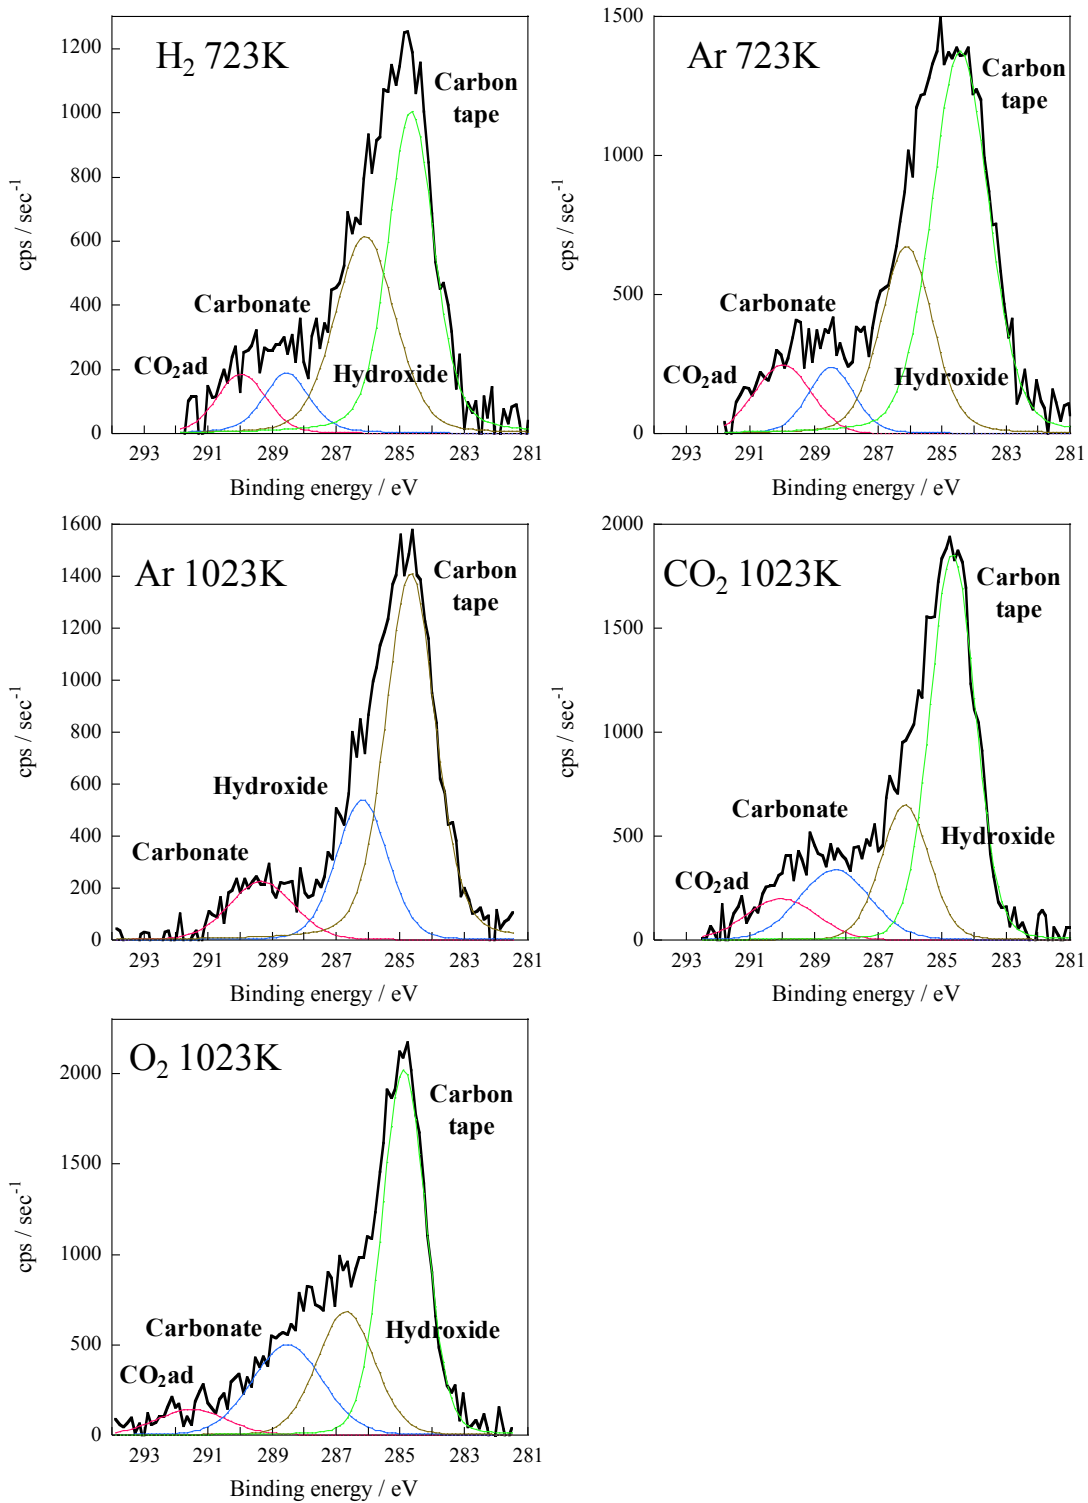 H₂ 723K
Carbon
tape
Carbonate
CO₂ad
Hydroxide
cps / sec⁻¹
1200
1000
800
600
400
200
0
293 291 289 287 285 283 281
Binding energy / eV
Ar 723K
Carbon
tape
Carbonate
CO₂ad
Hydroxide
cps / sec⁻¹
1500
1000
500
0
293 291 289 287 285 283 281
Binding energy / eV
Ar 1023K
Carbon
tape
Hydroxide
Carbonate
cps / sec⁻¹
1600
1400
1200
1000
800
600
400
200
0
293 291 289 287 285 283 281
Binding energy / eV
CO₂ 1023K
Carbon
tape
Carbonate
Hydroxide
CO₂ad
cps / sec⁻¹
2000
1500
1000
500
0
293 291 289 287 285 283 281
Binding energy / eV
O₂ 1023K
Carbon
tape
Carbonate
Hydroxide
CO₂ad
cps / sec⁻¹
2000
1500
1000
500
0
293 291 289 287 285 283 281
Binding energy / eV